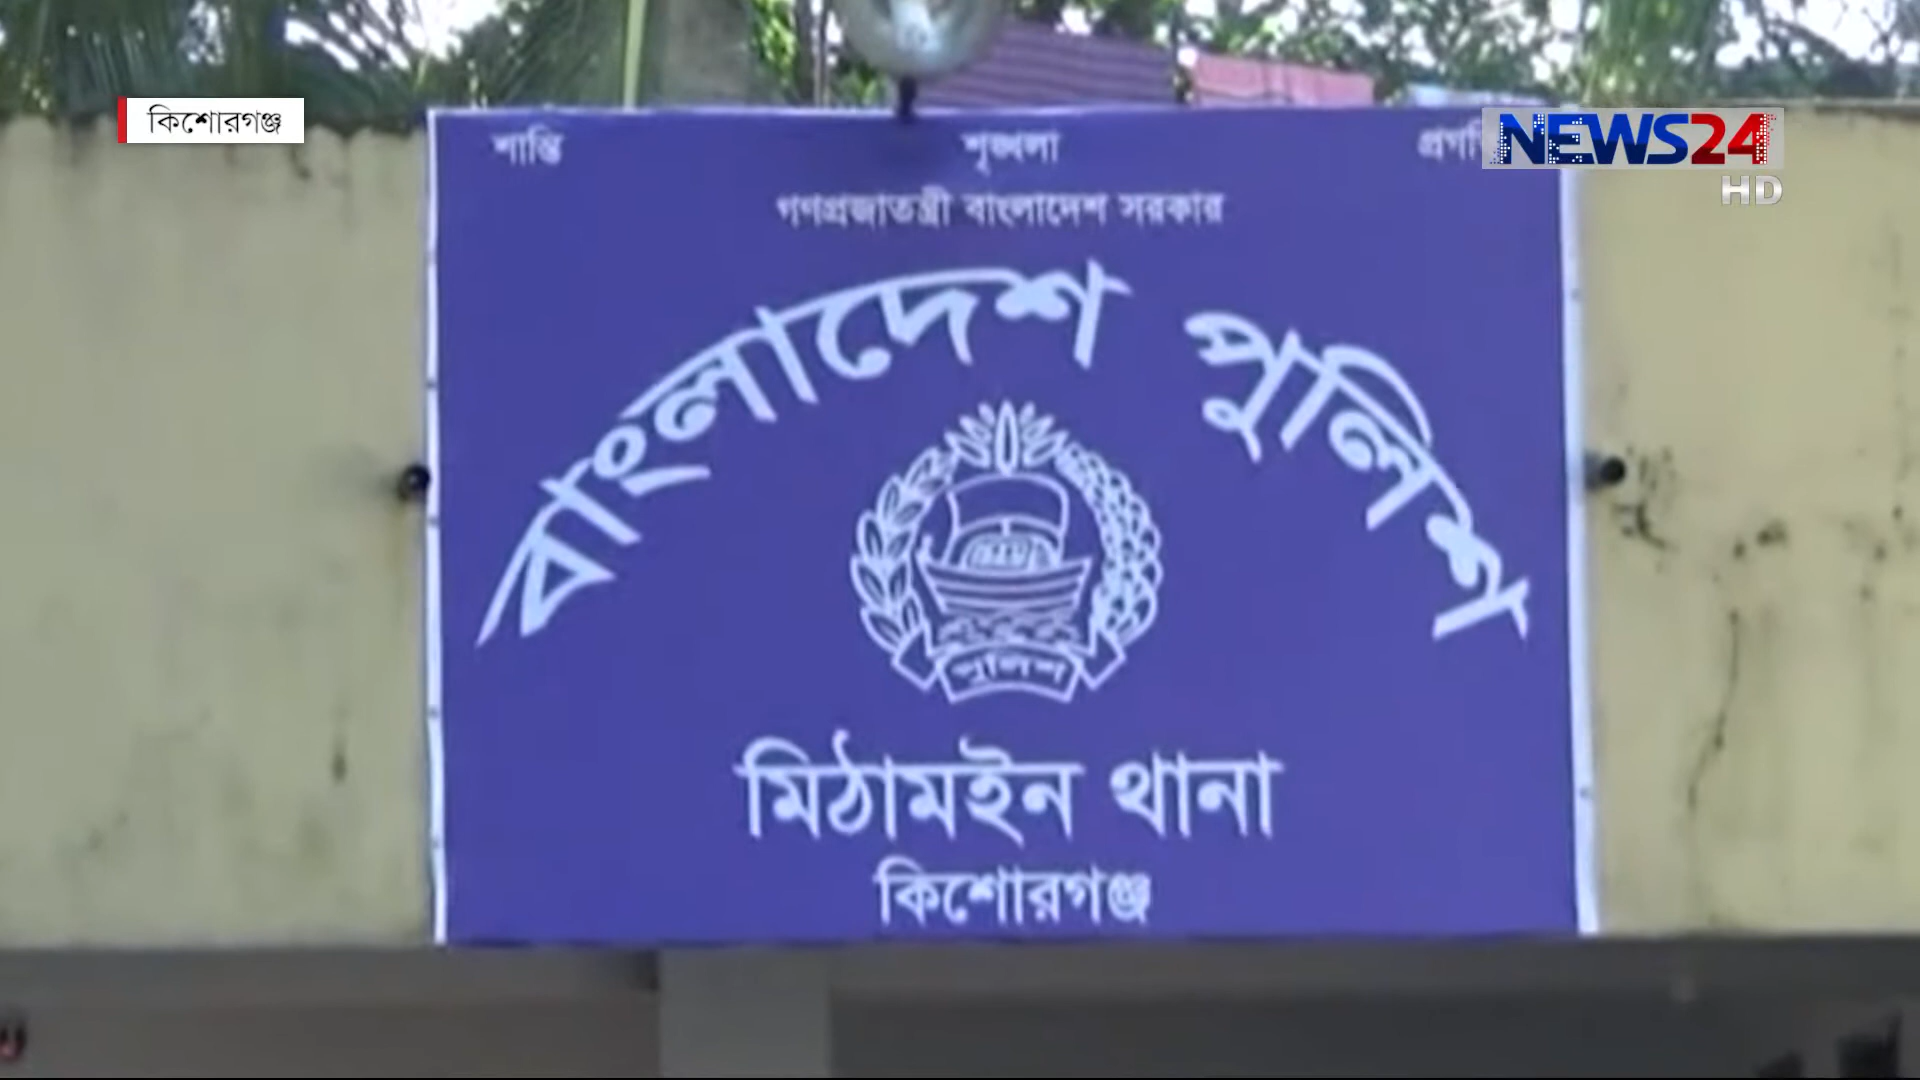 কিশোরগঞ্জ
NEWS24
HD
শান্তি শৃঙ্খলা
গণপ্রজাতন্ত্রী বাংলাদেশ সরকার
বাংলাদেশ পুলিশ
পুলিশ
মিঠামইন থানা
কিশোরগঞ্জ